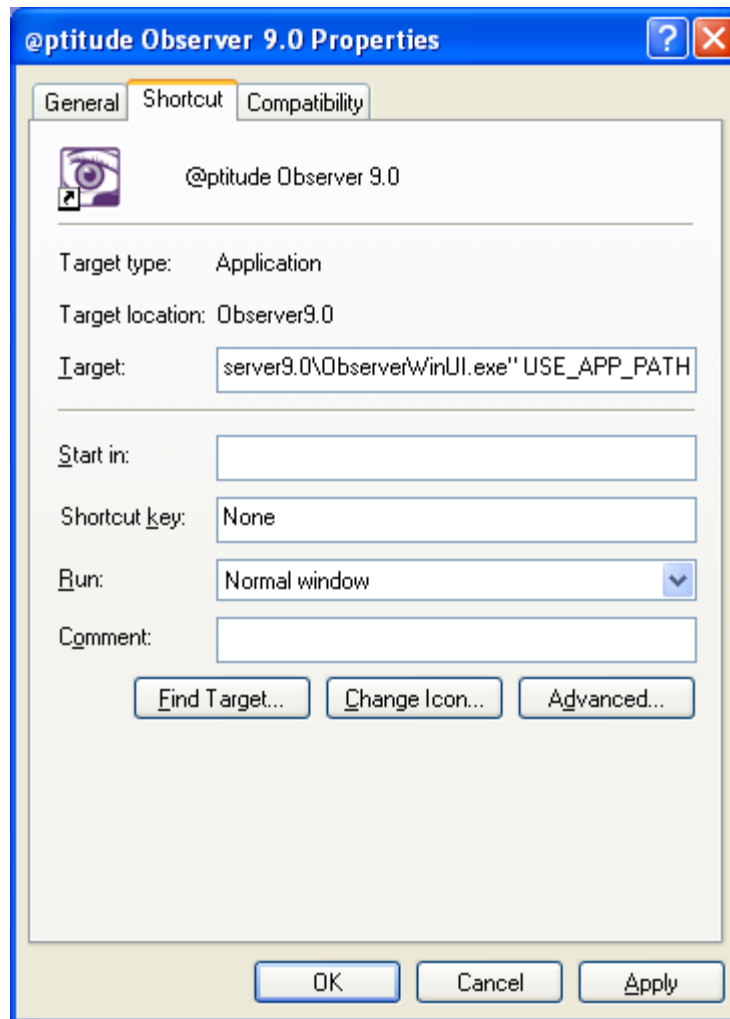 @ptitude Observer 9.0 Properties
General Shortcut Compatibility
@ptitude Observer 9.0
Target type: Application
Target location: Observer9.0
Target: server9.0\ObserverWinUI.exe" USE_APP_PATH
Start in:
Shortcut key: None
Run: Normal window
Comment:
Find Target... Change Icon... Advanced...
OK Cancel Apply